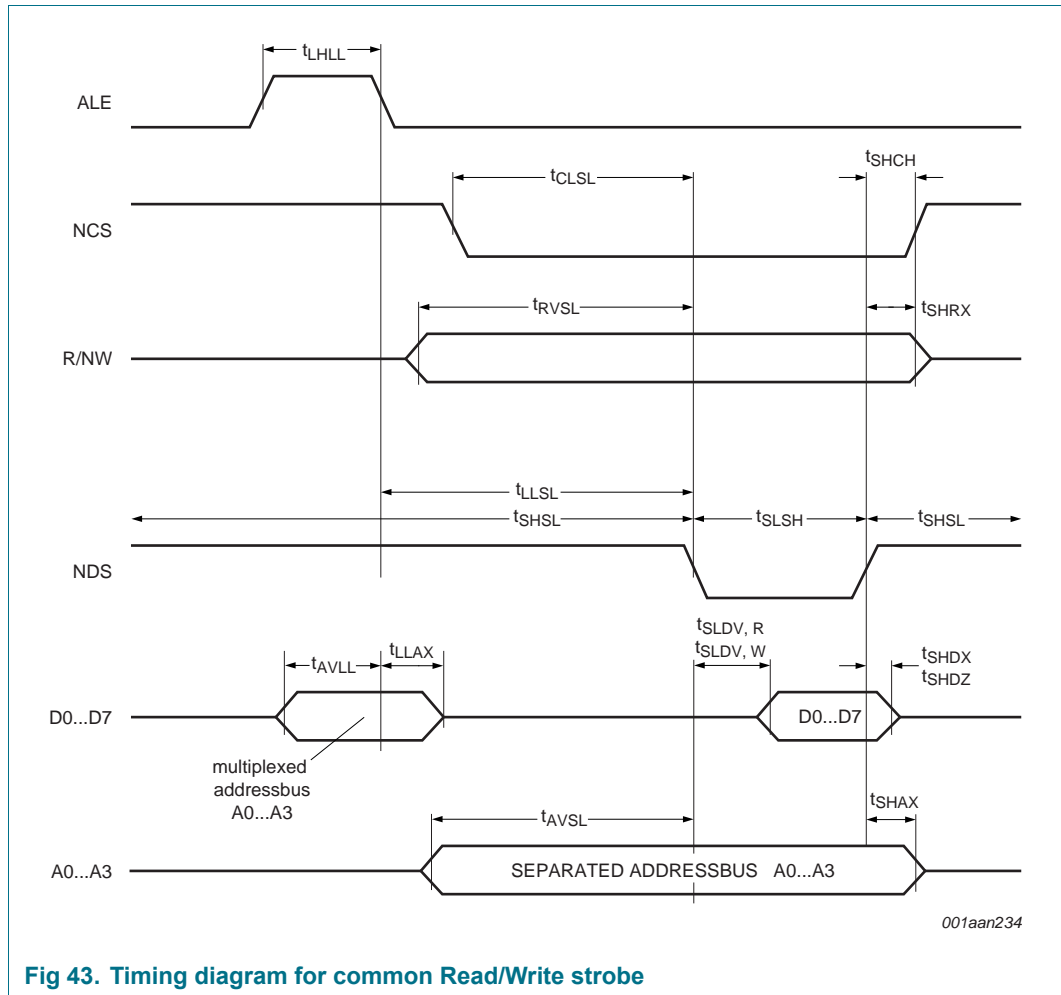 tLHLL
ALE
tSHCH
tCLSL
NCS
tRVSL
tSHRX
R/NW
tLLSL
tSHSL
tSLSH
tSHSL
NDS
tSLDV, R
tSLDV, W
tAVLL
tLLAX
tSHDX
tSHDZ
D0...D7
D0...D7
multiplexed
addressbus
A0...A3
tSHAX
tAVSL
A0...A3
SEPARATED ADDRESSBUS A0...A3
001aan234
Fig 43. Timing diagram for common Read/Write strobe